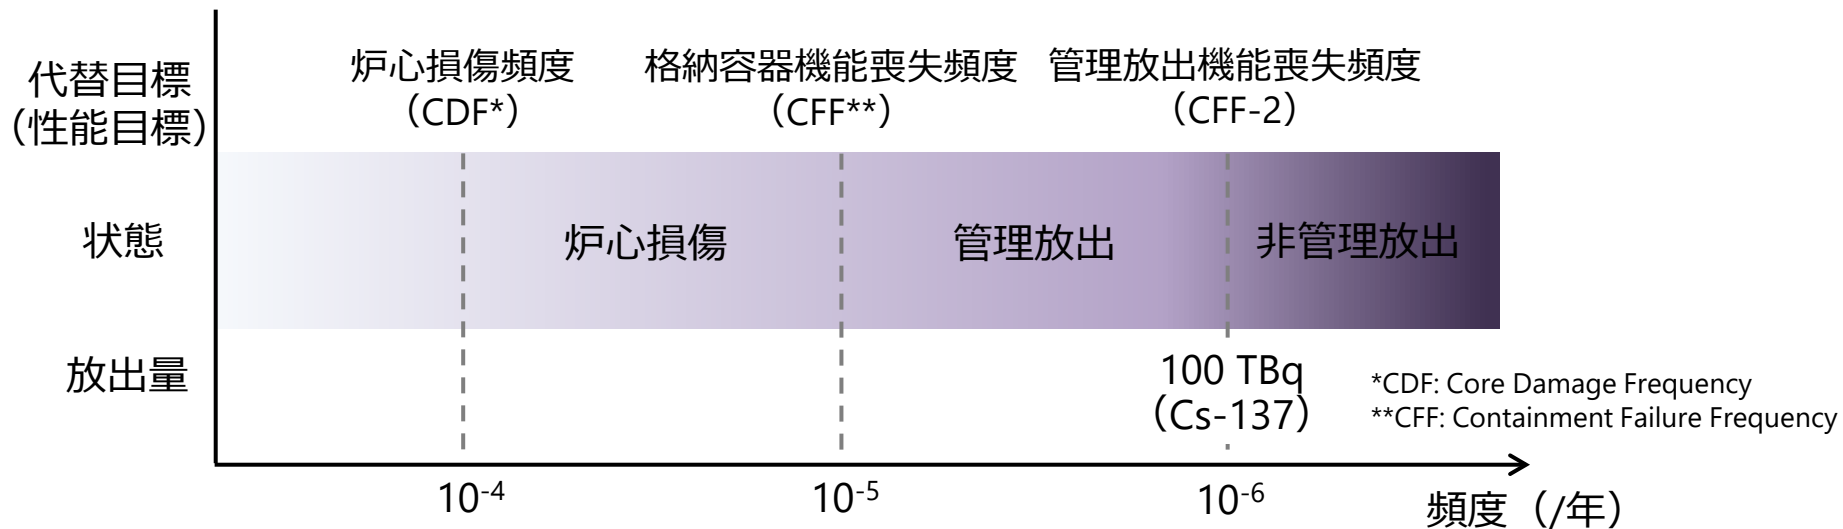 代替目標
（性能目標）
炉心損傷頻度
（CDF*）
格納容器機能喪失頻度
（CFF**）
管理放出機能喪失頻度
（CFF-2）
状態
炉心損傷
管理放出
非管理放出
放出量
100 TBq
（Cs-137）
*CDF: Core Damage Frequency
**CFF: Containment Failure Frequency
10-4
10-5
10-6
頻度（/年）